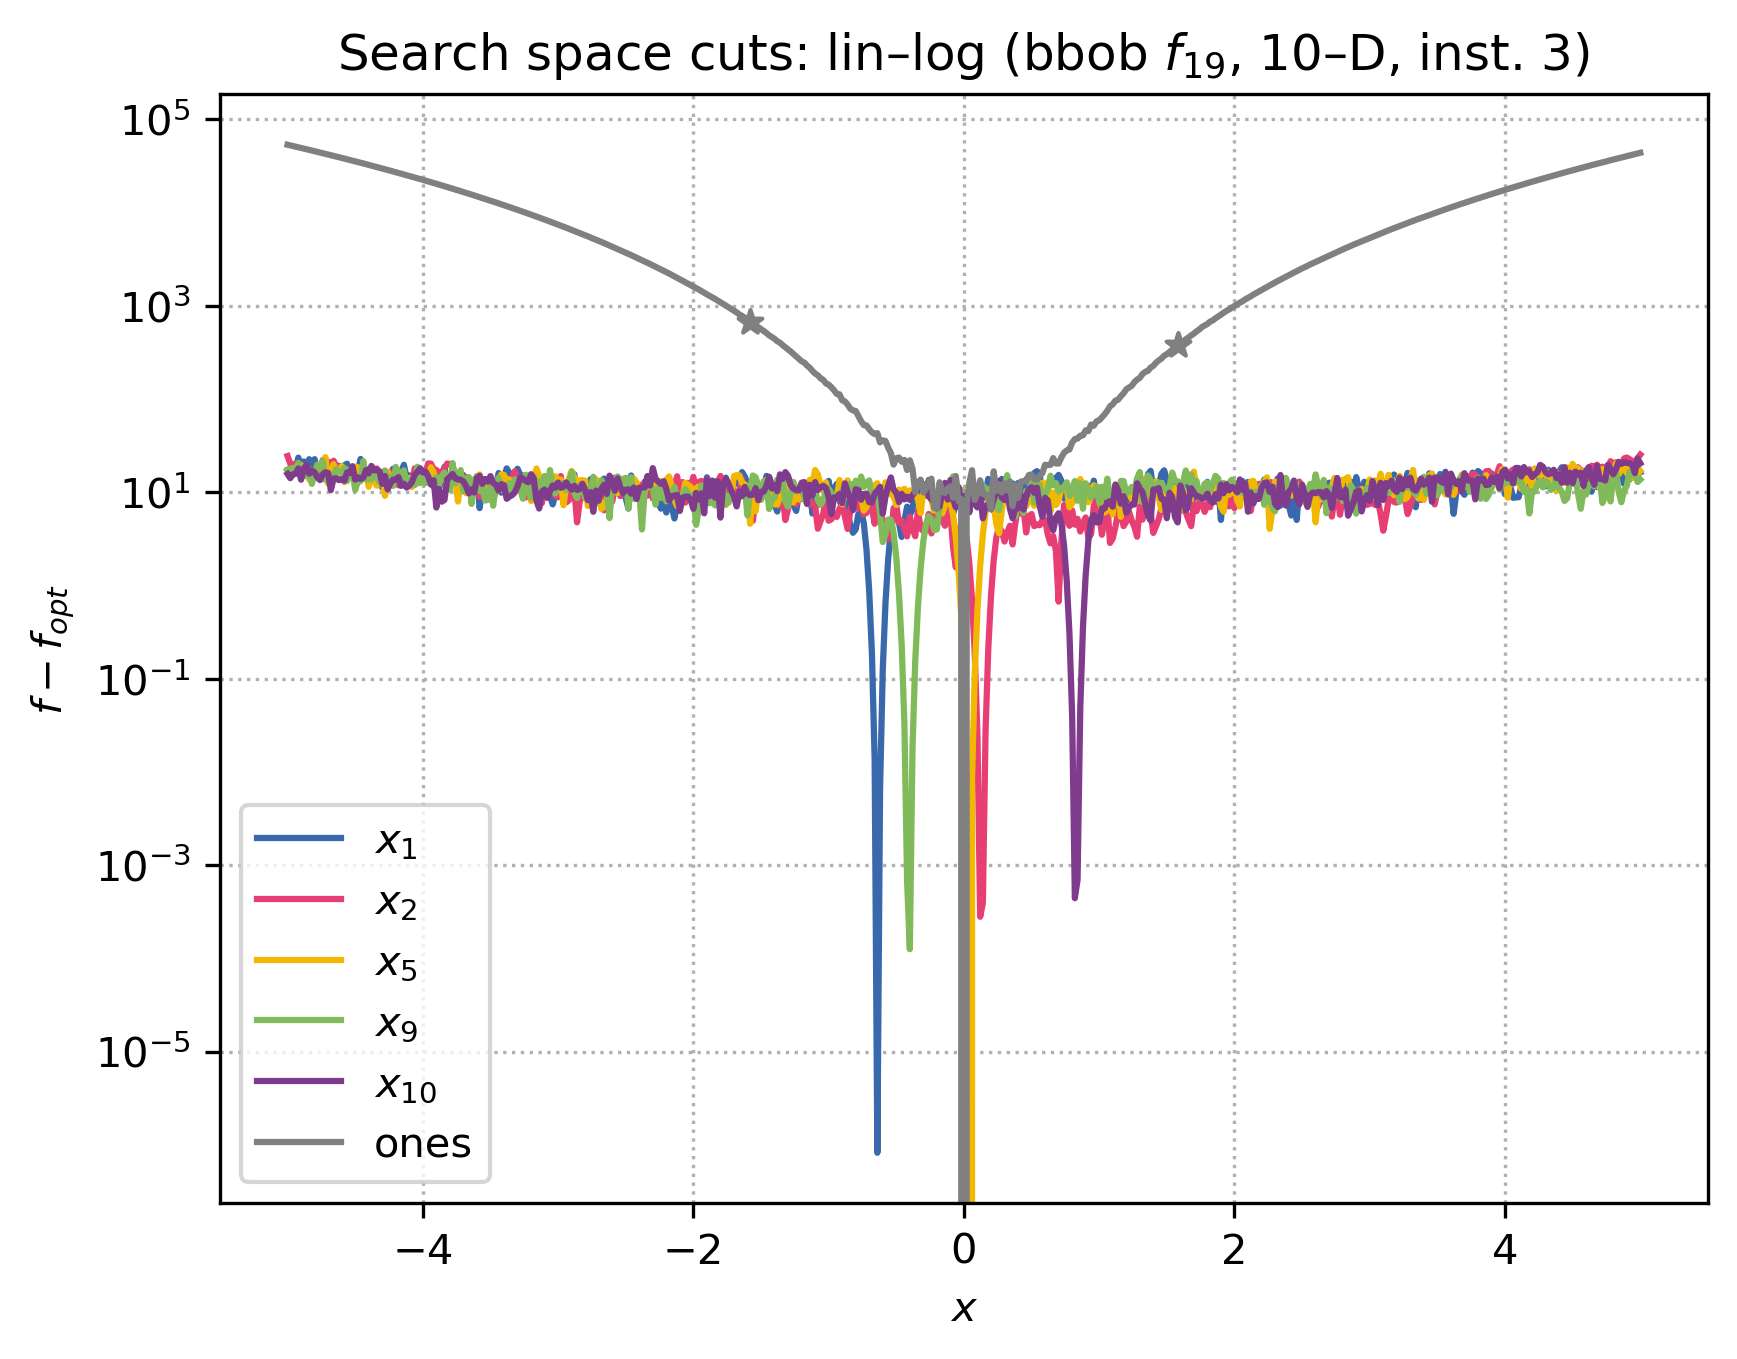 Search space cuts: lin–log (bbob f19, 10–D, inst. 3)
10^5
10^3
10^1
10^−1
10^−3
10^−5
f − fopt
x1
x2
x5
x9
x10
ones
−4 −2 0 2 4
x